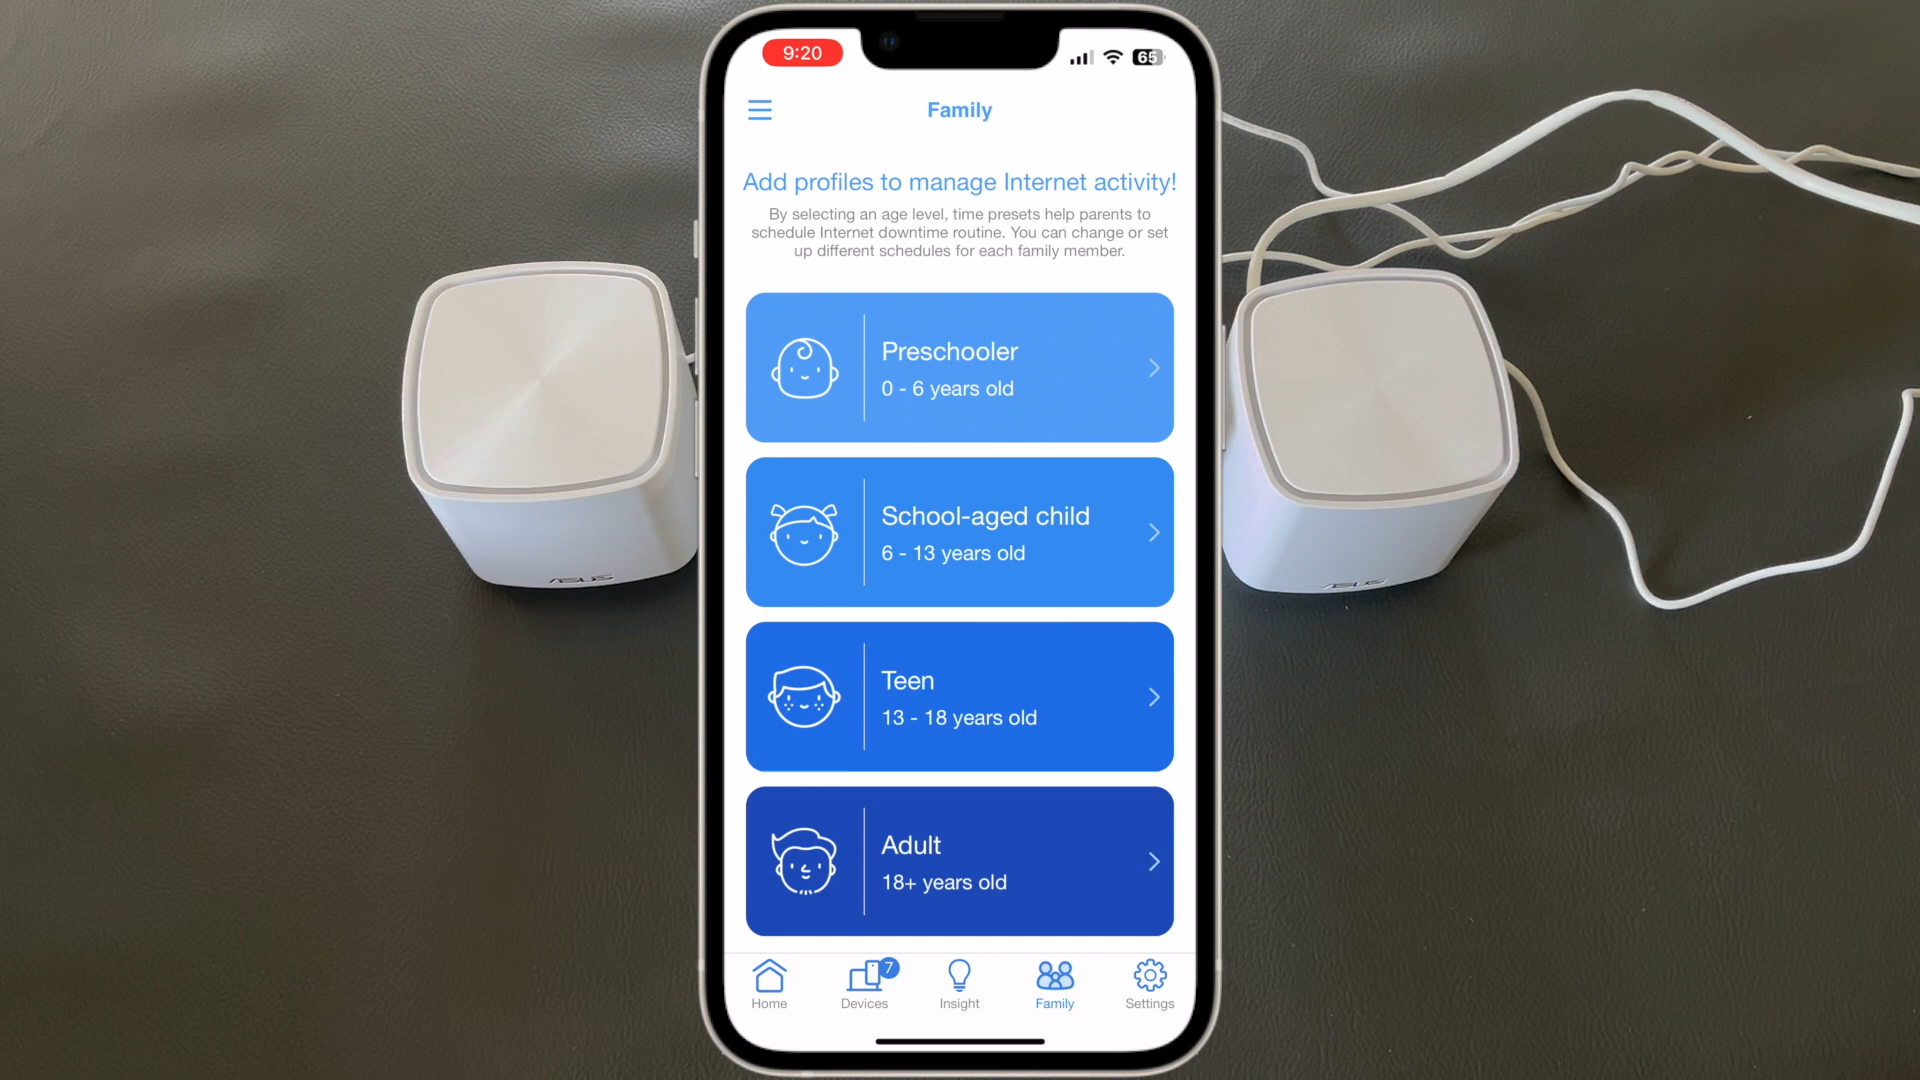 9:20
65
Family
Add profiles to manage Internet activity!
By selecting an age level, time presets help parents to
schedule Internet downtime routine. You can change or set
up different schedules for each family member.
Preschooler
0 - 6 years old
School-aged child
6 - 13 years old
Teen
13 - 18 years old
Adult
18+ years old
7
Home
Devices
Insight
Family
Settings
ASUS
ASUS